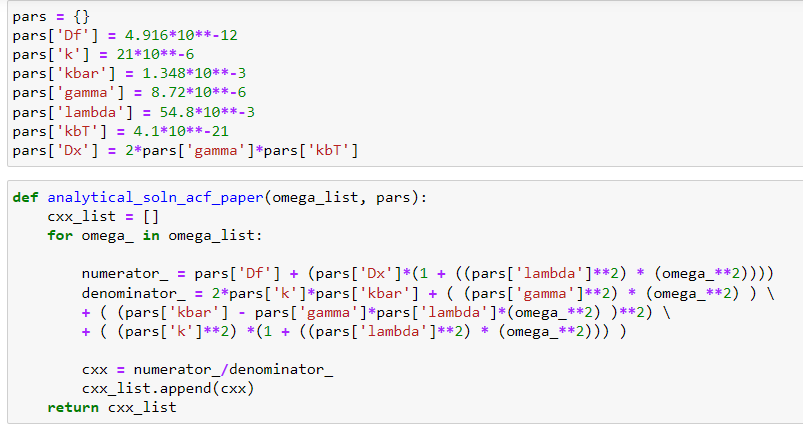 pars = {}
pars['Df'] = 4.916*10**-12
pars['k'] = 21*10**-6
pars['kbar'] = 1.348*10**-3
pars['gamma'] = 8.72*10**-6
pars['lambda'] = 54.8*10**-3
pars['kbT'] = 4.1*10**-21
pars['Dx'] = 2*pars['gamma']*pars['kbT']
def analytical_soln_acf_paper(omega_list, pars):
    cxx_list = []
    for omega_ in omega_list:
        numerator_ = pars['Df'] + (pars['Dx']*(1 + ((pars['lambda']**2) * (omega_**2))))
        denominator_ = 2*pars['k']*pars['kbar'] + ( (pars['gamma']**2) * (omega_**2) ) \
        + ( (pars['kbar'] - pars['gamma']*pars['lambda']*(omega_**2) )**2) \
        + ( (pars['k']**2) *(1 + ((pars['lambda']**2) * (omega_**2))) )
        cxx = numerator_/denominator_
        cxx_list.append(cxx)
    return cxx_list